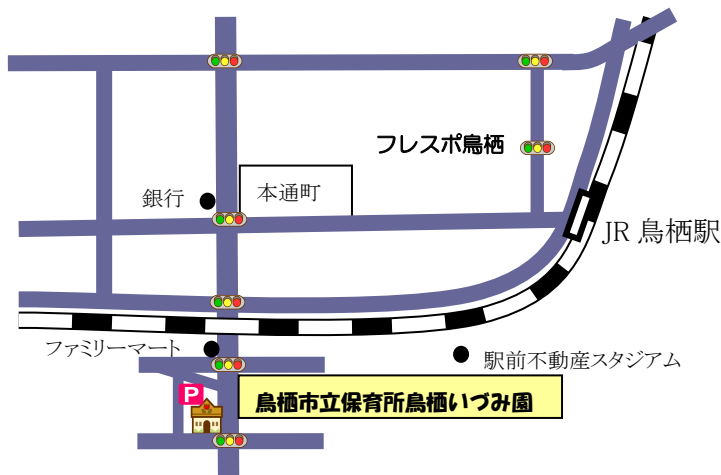 フレスポ鳥栖
銀行
本通町
JR 鳥栖駅
ファミリーマート
駅前不動産スタジアム
P
鳥栖市立保育所鳥栖いづみ園